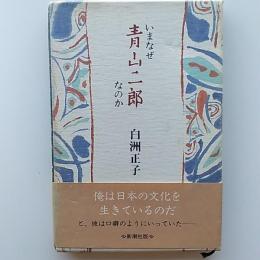 いまなぜ
青山二郎
なのか
白洲正子
俺は日本の文化を
生きているのだ
と、彼は口癖のようにいっていた──
新潮社版